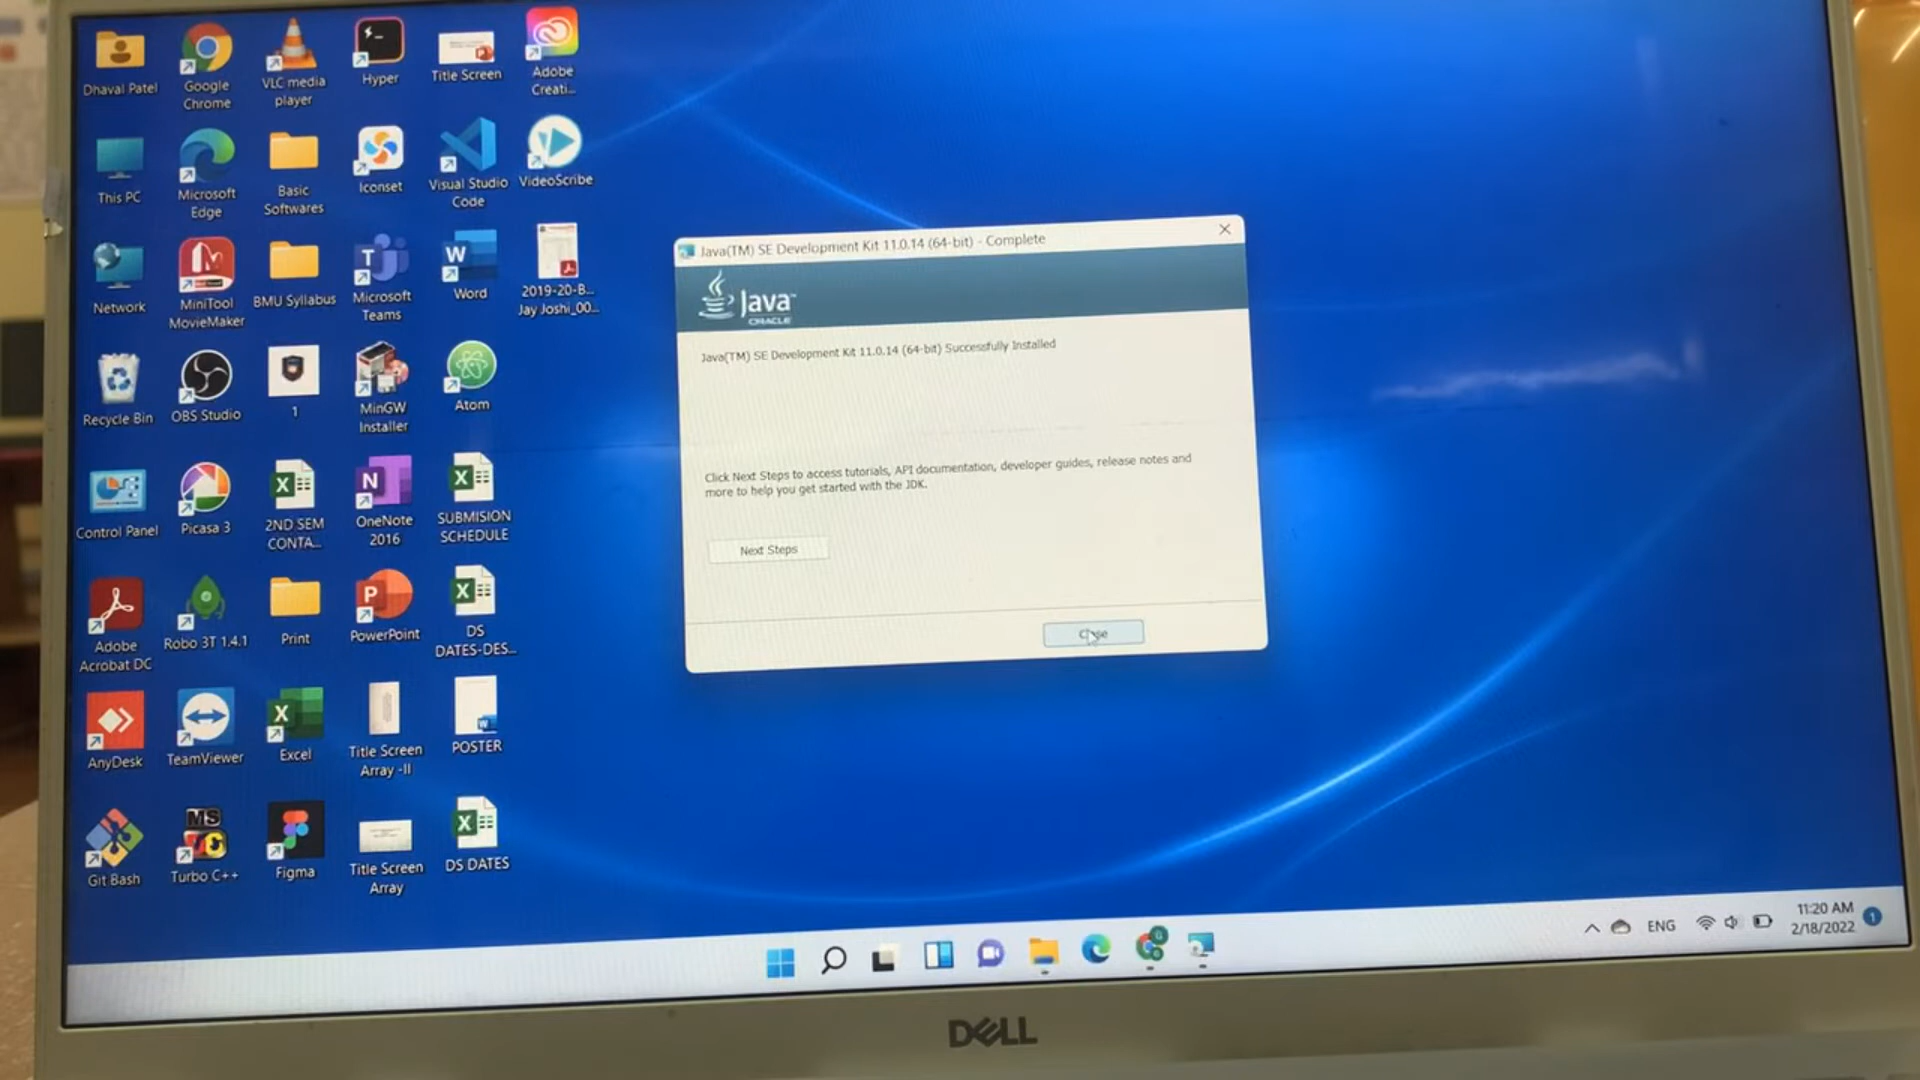 Dhaval Patel
Google
Chrome
VLC media
player
Hyper
Title Screen
Adobe
Creati...
This PC
Microsoft
Edge
Basic
Softwares
Iconset
Visual Studio
Code
VideoScribe
Network
MiniTool
MovieMaker
BMU Syllabus
Microsoft
Teams
Word
2019-20-B...
Jay Joshi_00...
Recycle Bin
OBS Studio
1
MinGW
Installer
Atom
Control Panel
Picasa 3
2ND SEM
CONTA...
OneNote
2016
SUBMISION
SCHEDULE
Adobe
Acrobat DC
Robo 3T 1.4.1
Print
PowerPoint
DS
DATES-DES...
AnyDesk
TeamViewer
Excel
Title Screen
Array -II
POSTER
Git Bash
MS
Turbo C++
Figma
Title Screen
Array
DS DATES
Java(TM) SE Development Kit 11.0.14 (64-bit) - Complete
Java™
ORACLE
Java(TM) SE Development Kit 11.0.14 (64-bit) Successfully Installed
Click Next Steps to access tutorials, API documentation, developer guides, release notes and
more to help you get started with the JDK.
Next Steps
Close
ENG
11:20 AM
2/18/2022
1
DELL